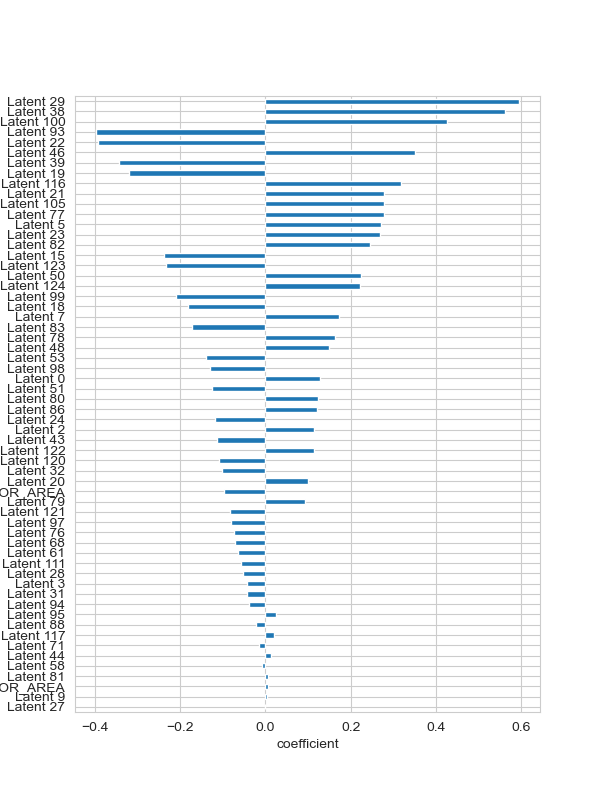 Latent 29
Latent 38
Latent 100
Latent 93
Latent 22
Latent 46
Latent 39
Latent 19
Latent 116
Latent 21
Latent 105
Latent 77
Latent 5
Latent 23
Latent 82
Latent 15
Latent 123
Latent 50
Latent 124
Latent 99
Latent 18
Latent 7
Latent 83
Latent 78
Latent 48
Latent 53
Latent 98
Latent 0
Latent 51
Latent 80
Latent 86
Latent 24
Latent 2
Latent 43
Latent 122
Latent 120
Latent 32
Latent 20
OR_AREA
Latent 79
Latent 121
Latent 97
Latent 76
Latent 68
Latent 61
Latent 111
Latent 28
Latent 3
Latent 31
Latent 94
Latent 95
Latent 88
Latent 117
Latent 71
Latent 44
Latent 58
Latent 81
OR_AREA
Latent 9
Latent 27
−0.4 −0.2 0.0 0.2 0.4 0.6
coefficient